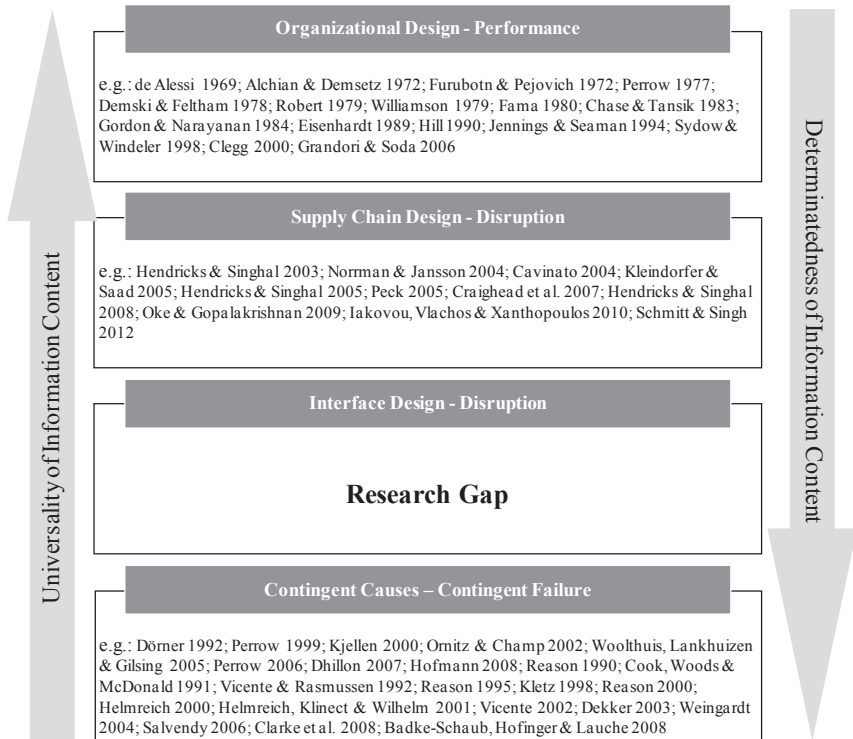 Organizational Design - Performance
e.g.: de Alessi 1969; Alchian & Demsetz 1972; Furubotn & Pejovich 1972; Perrow 1977;
Demski & Feltham 1978; Robert 1979; Williamson 1979; Fama 1980; Chase & Tansik 1983;
Gordon & Narayanan 1984; Eisenhardt 1989; Hill 1990; Jennings & Seaman 1994; Sydow &
Windeler 1998; Clegg 2000; Grandori & Soda 2006
Supply Chain Design - Disruption
e.g.: Hendricks & Singhal 2003; Norrman & Jansson 2004; Cavinato 2004; Kleindorfer &
Saad 2005; Hendricks & Singhal 2005; Peck 2005; Craighead et al. 2007; Hendricks & Singhal
2008; Oke & Gopalakrishnan 2009; Iakovou, Vlachos & Xanthopoulos 2010; Schmitt & Singh
2012
Interface Design - Disruption
Research Gap
Contingent Causes – Contingent Failure
e.g.: Dörner 1992; Perrow 1999; Kjellen 2000; Ornitz & Champ 2002; Woolthuis, Lankhuizen
& Gilsing 2005; Perrow 2006; Dhillon 2007; Hofmann 2008; Reason 1990; Cook, Woods &
McDonald 1991; Vicente & Rasmussen 1992; Reason 1995; Kletz 1998; Reason 2000;
Helmreich 2000; Helmreich, Klinect & Wilhelm 2001; Vicente 2002; Dekker 2003; Weingardt
2004; Salvendy 2006; Clarke et al. 2008; Badke-Schaub, Hofinger & Lauche 2008
Universality of Information Content
Determinatedness of Information Content